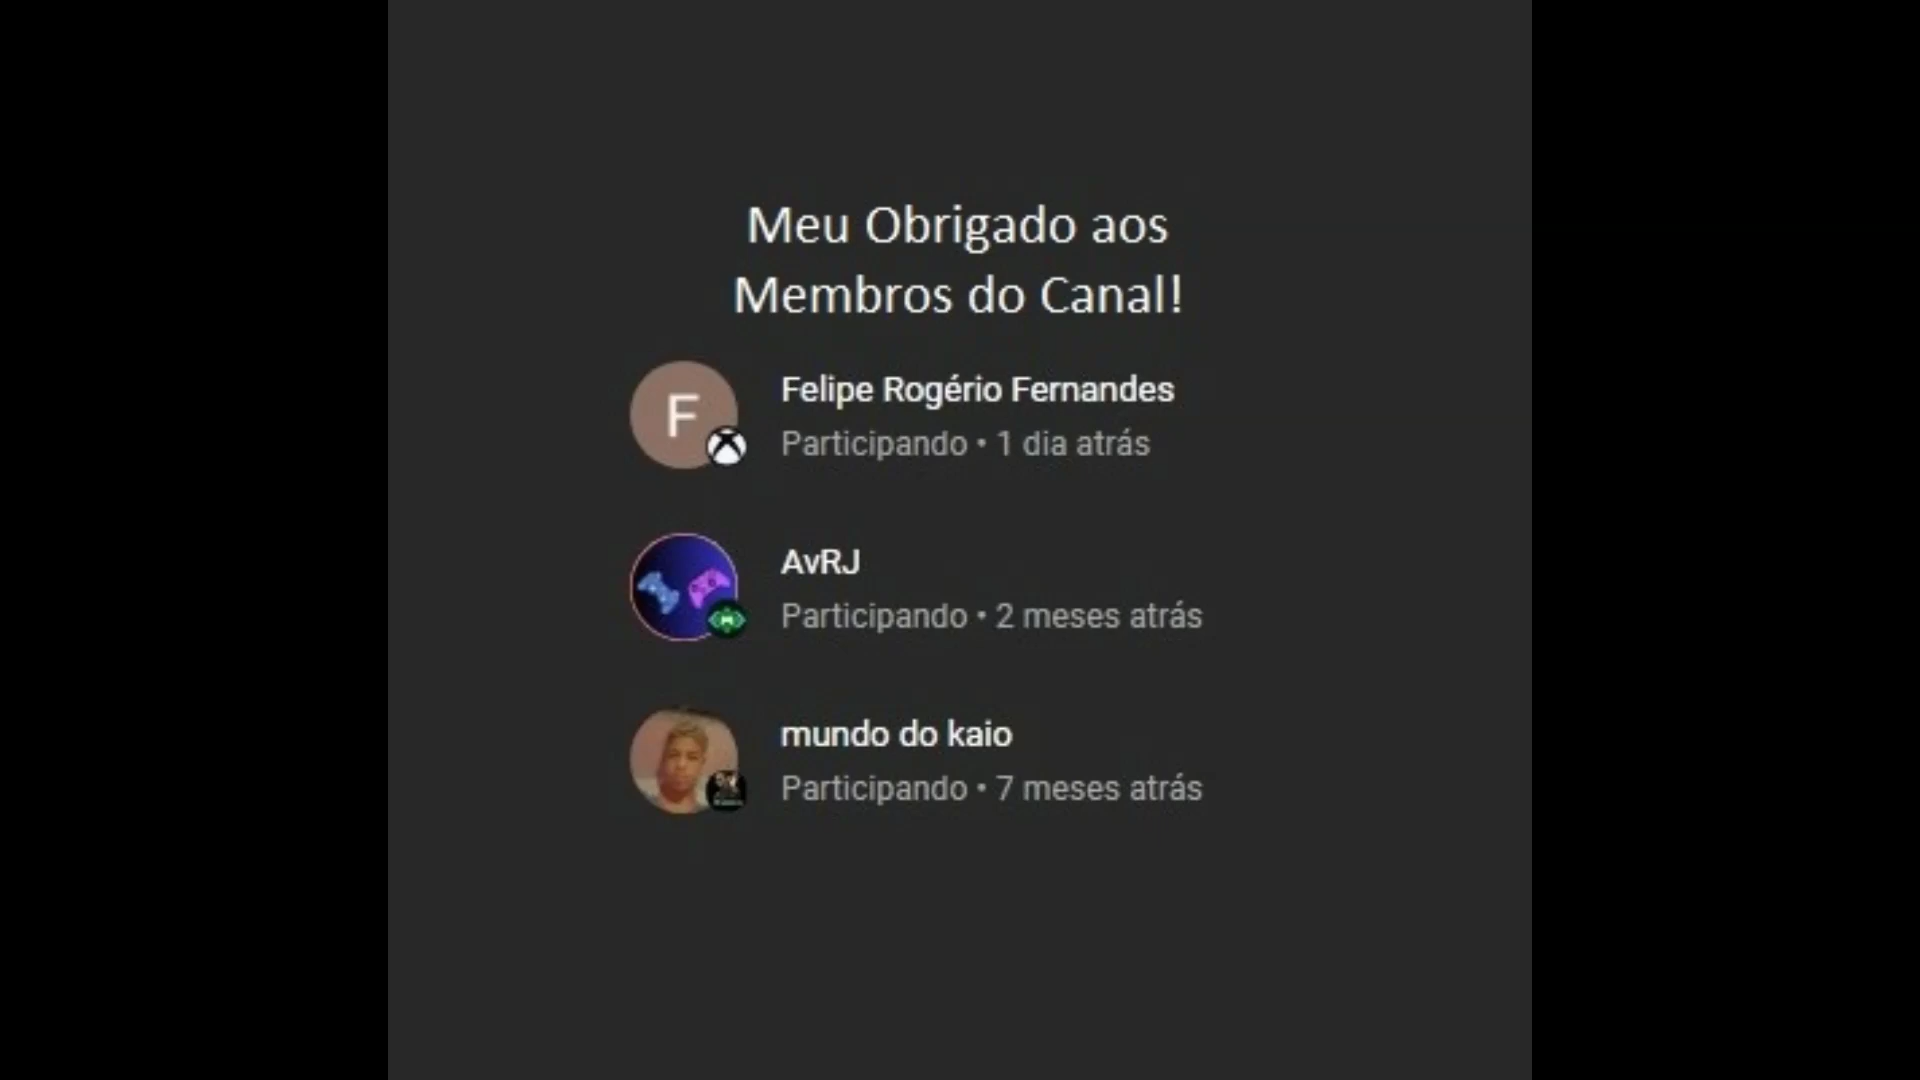 Meu Obrigado aos
Membros do Canal!
F
Felipe Rogério Fernandes
Participando • 1 dia atrás
AvRJ
Participando • 2 meses atrás
mundo do kaio
Participando • 7 meses atrás